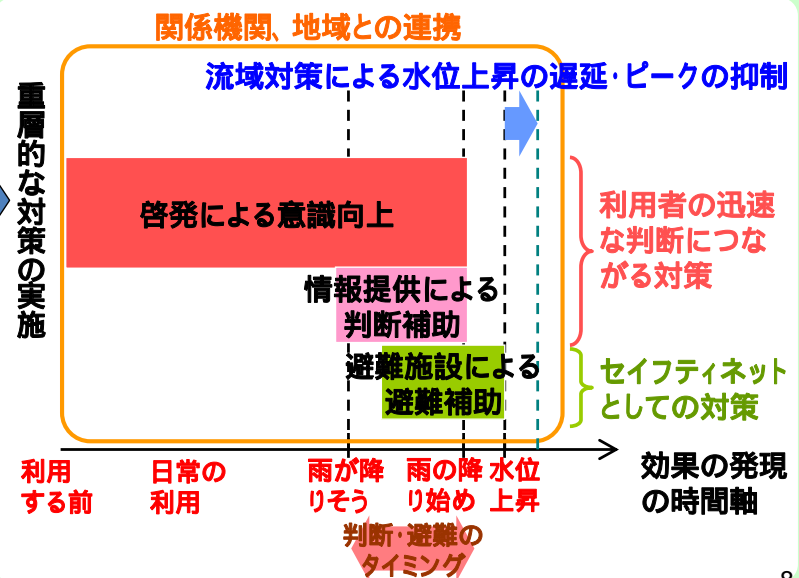 関係機関、地域との連携
流域対策による水位上昇の遅延・ピークの抑制
重層的な対策の実施
啓発による意識向上
利用者の迅速
な判断につな
がる対策
情報提供による
判断補助
避難施設による
避難補助
セイフティネット
としての対策
利用
する前
日常の
利用
雨が降
りそう
雨の降
り始め
水位
上昇
効果の発現
の時間軸
判断・避難の
タイミング